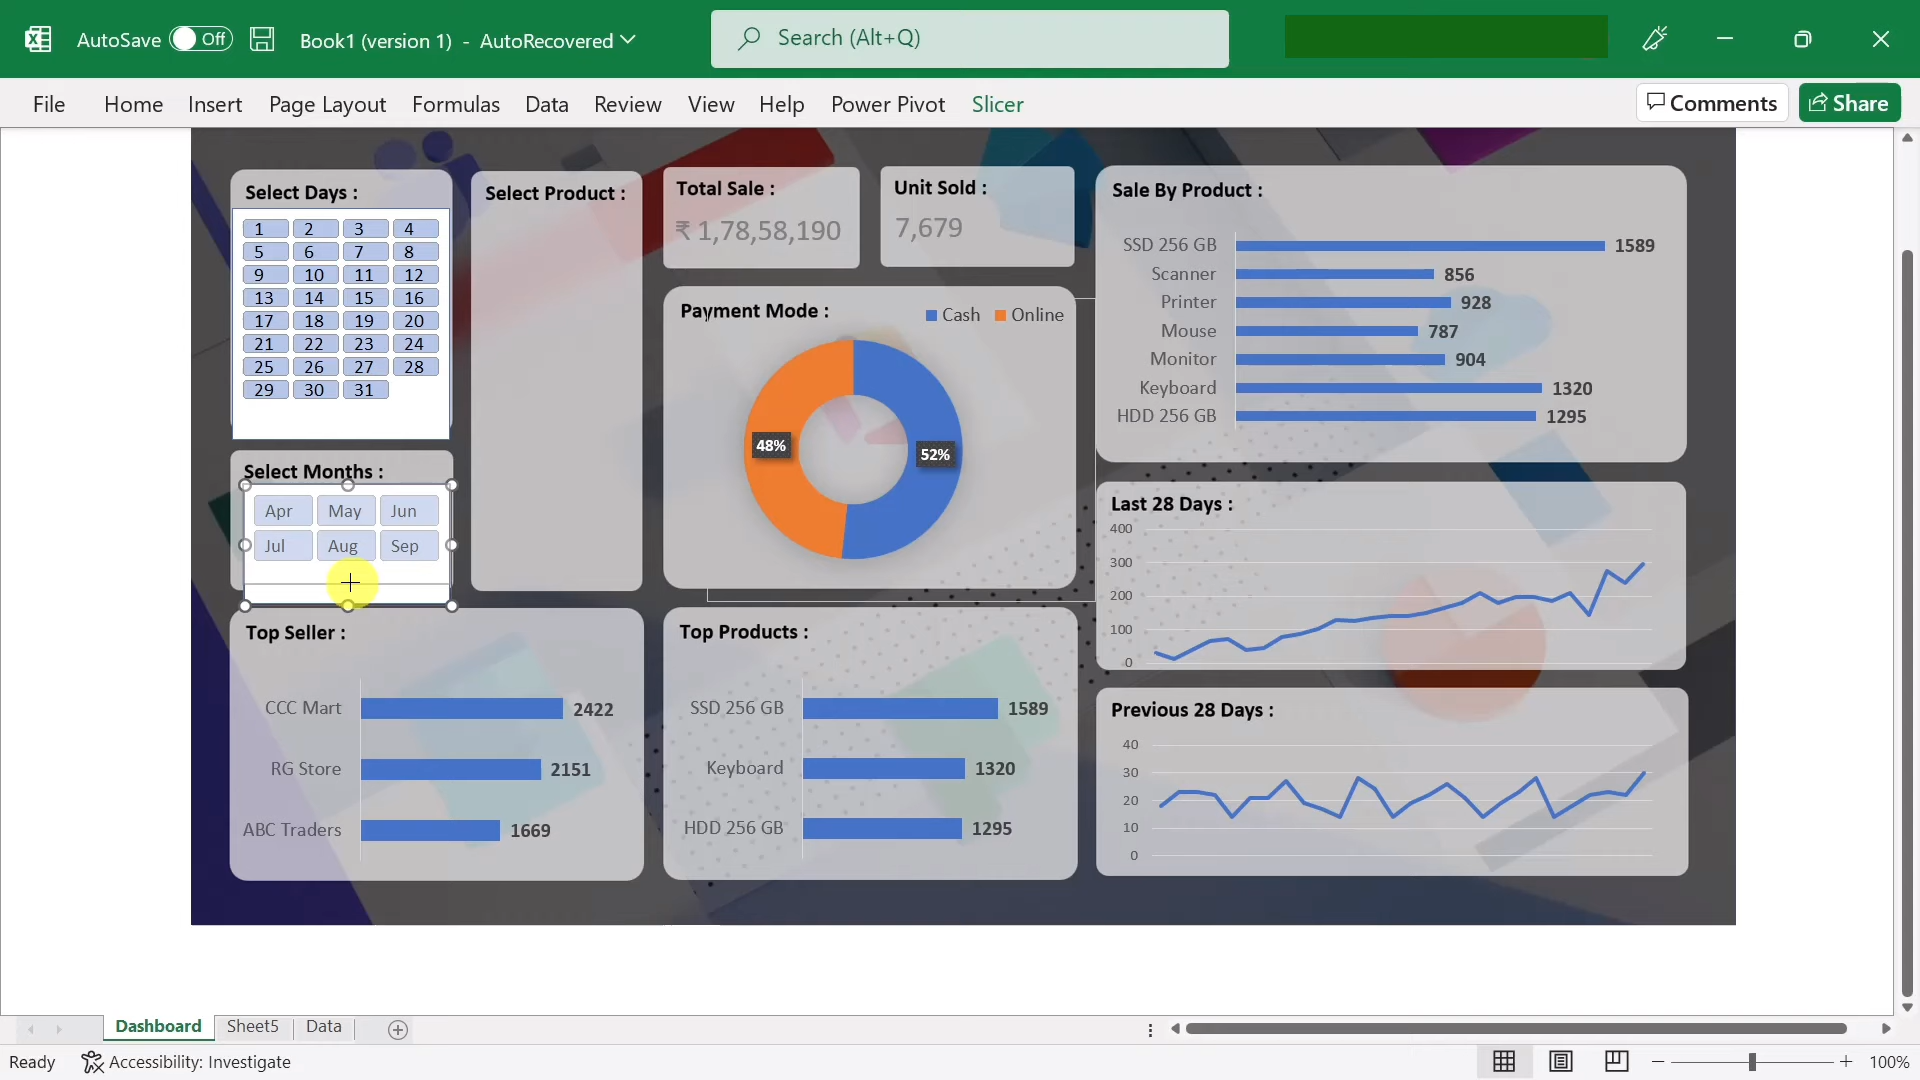 AutoSave Off Book1 (version 1) - AutoRecovered Search (Alt+Q)
File Home Insert Page Layout Formulas Data Review View Help Power Pivot Slicer Comments Share
Select Days :
1 2 3 4
5 6 7 8
9 10 11 12
13 14 15 16
17 18 19 20
21 22 23 24
25 26 27 28
29 30 31
Select Months :
Apr May Jun
Jul Aug Sep
Select Product :
Total Sale :
₹ 1,78,58,190
Unit Sold :
7,679
Payment Mode :
Cash Online
48%
52%
Sale By Product :
SSD 256 GB 1589
Scanner 856
Printer 928
Mouse 787
Monitor 904
Keyboard 1320
HDD 256 GB 1295
Last 28 Days :
400
300
200
100
0
Top Seller :
CCC Mart 2422
RG Store 2151
ABC Traders 1669
Top Products :
SSD 256 GB 1589
Keyboard 1320
HDD 256 GB 1295
Previous 28 Days :
40
30
20
10
0
Dashboard Sheet5 Data
Ready Accessibility: Investigate 100%